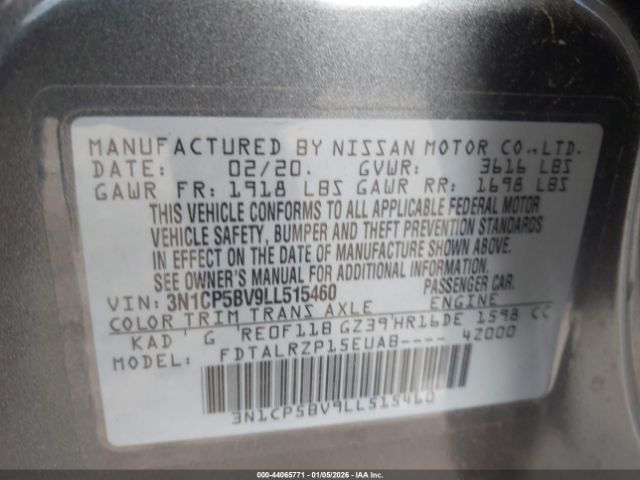 MANUFACTURED BY NISSAN MOTOR CO.,LTD.
DATE: 02/20. GVWR: 3616 LBS
GAWR FR: 1918 LBS GAWR RR: 1698 LBS
THIS VEHICLE CONFORMS TO ALL APPLICABLE FEDERAL MOTOR
VEHICLE SAFETY, BUMPER AND THEFT PREVENTION STANDARDS
IN EFFECT ON THE DATE OF MANUFACTURE SHOWN ABOVE.
SEE OWNER'S MANUAL FOR ADDITIONAL INFORMATION.
VIN: 3N1CP5BV9LL515460 PASSENGER CAR.
COLOR TRIM TRANS AXLE ENGINE
KAD G RE0F11B GZ39 HR16DE 1598 CC
FDTALRZP15EUAB---- 42000
3N1CP5BV9LL515460
000-44065771 | 01/05/2026 | IAAI.COM